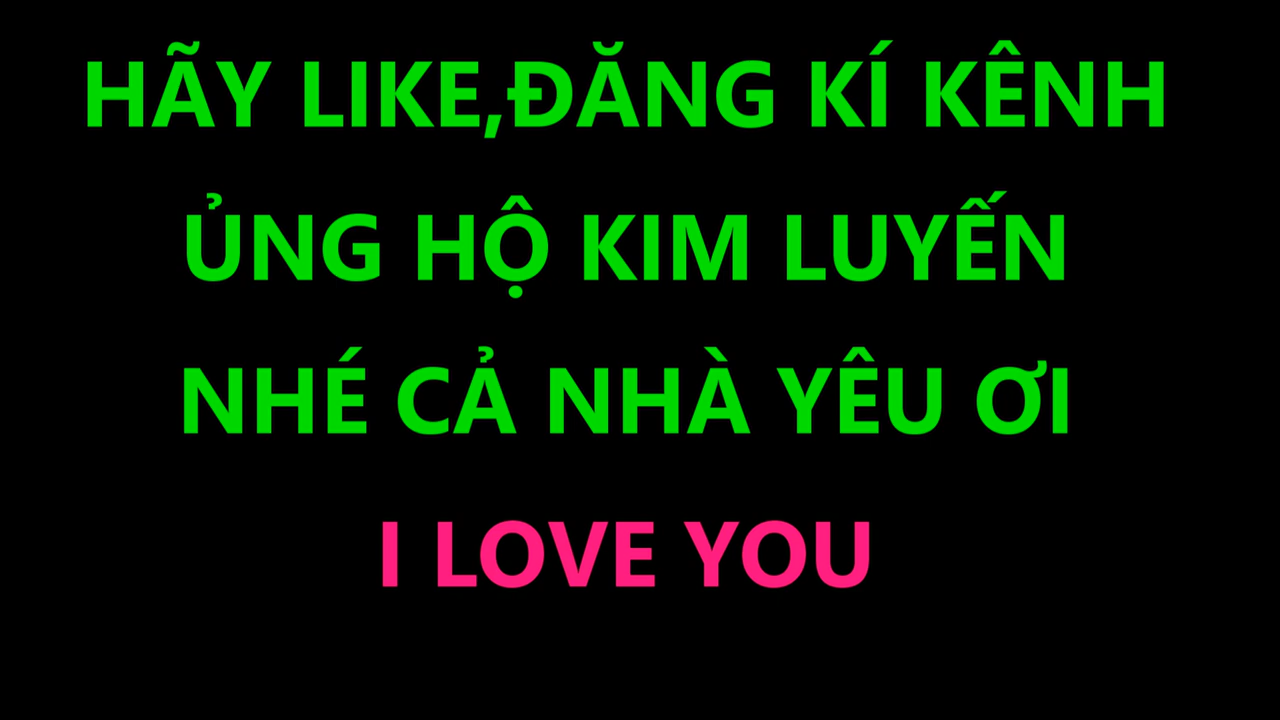 HÃY LIKE,ĐĂNG KÍ KÊNH
ỦNG HỘ KIM LUYẾN
NHÉ CẢ NHÀ YÊU ƠI
I LOVE YOU